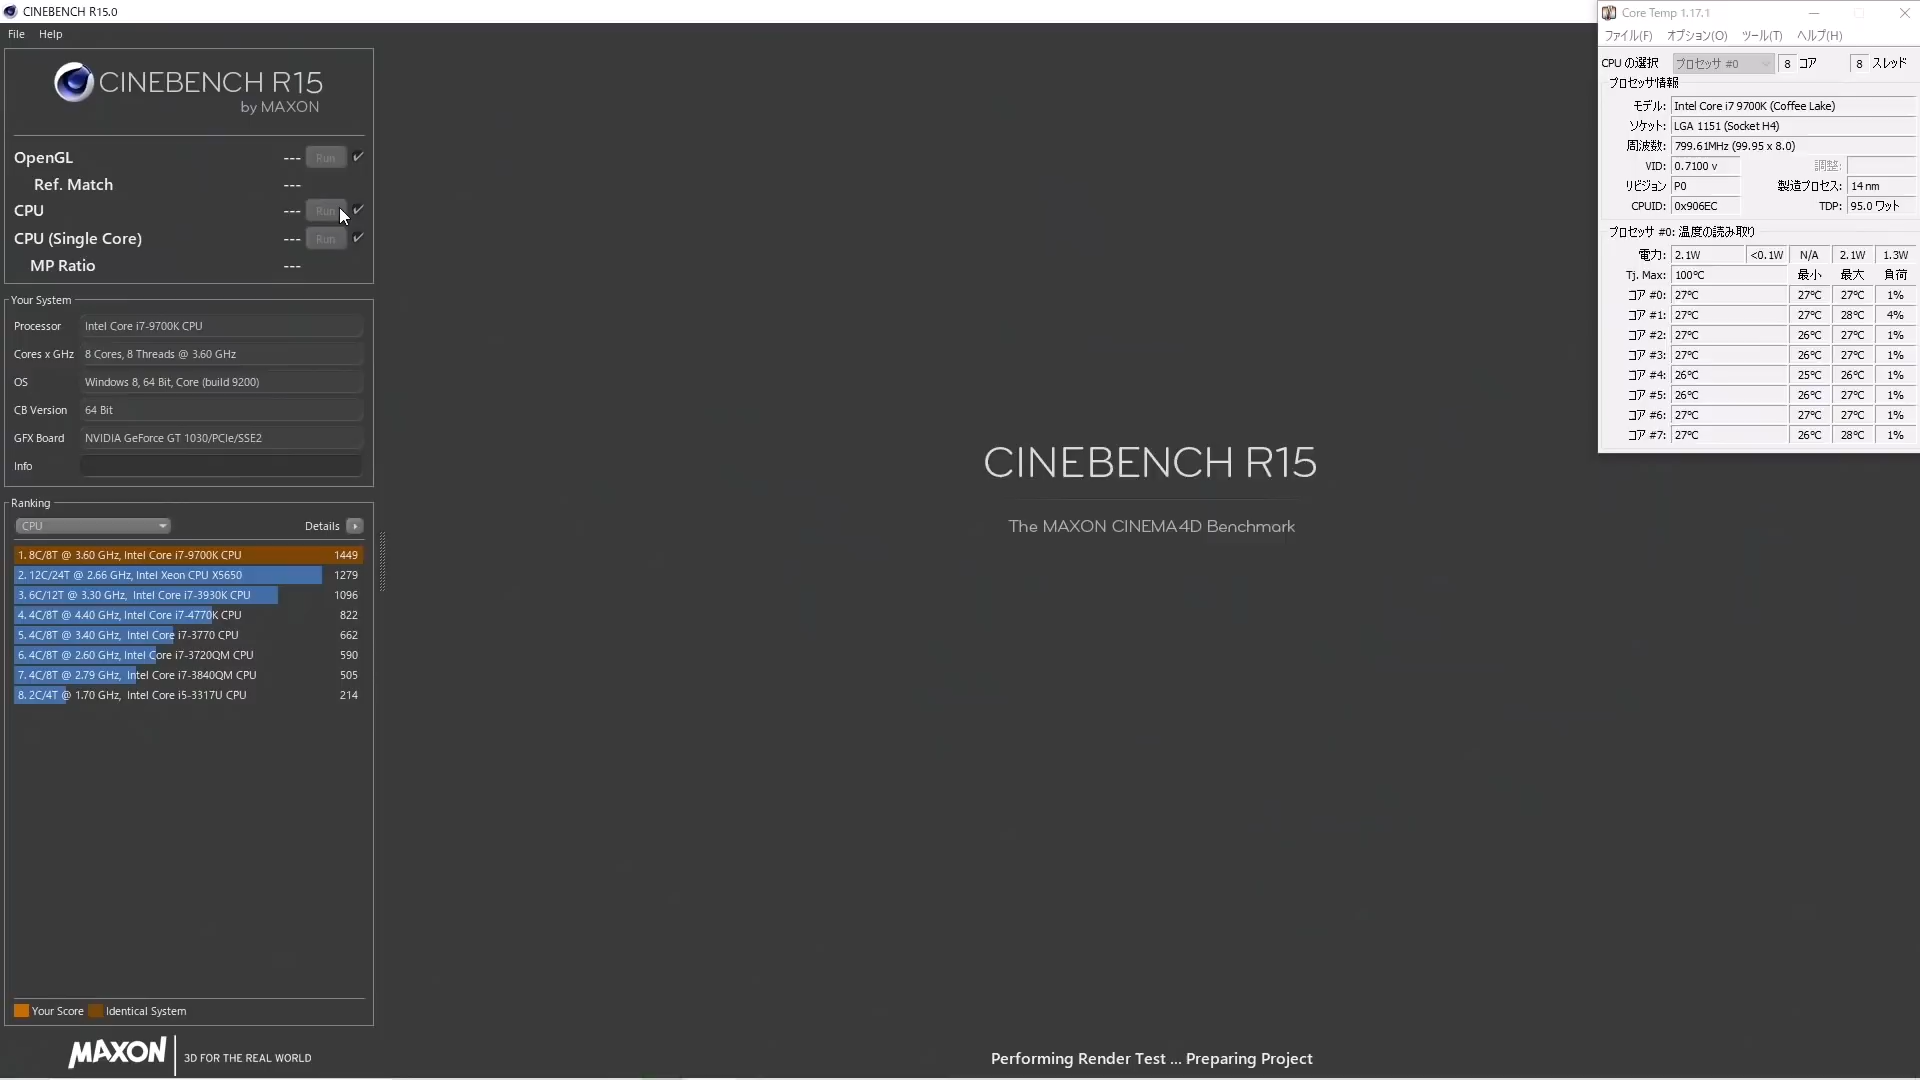 CINEBENCH R15.0
File Help
CINEBENCH R15
by MAXON
OpenGL --- Run
Ref. Match ---
CPU --- Run
CPU (Single Core) --- Run
MP Ratio ---
Your System
Processor Intel Core i7-9700K CPU
Cores x GHz 8 Cores, 8 Threads @ 3.60 GHz
OS Windows 8, 64 Bit, Core (build 9200)
CB Version 64 Bit
GFX Board NVIDIA GeForce GT 1030/PCIe/SSE2
Info
Ranking
CPU Details
1. 8C/8T @ 3.60 GHz, Intel Core i7-9700K CPU 1449
2. 12C/24T @ 2.66 GHz, Intel Xeon CPU X5650 1279
3. 6C/12T @ 3.30 GHz, Intel Core i7-3930K CPU 1096
4. 4C/8T @ 4.40 GHz, Intel Core i7-4770K CPU 822
5. 4C/8T @ 3.40 GHz, Intel Core i7-3770 CPU 662
6. 4C/8T @ 2.60 GHz, Intel Core i7-3720QM CPU 590
7. 4C/8T @ 2.79 GHz, Intel Core i7-3840QM CPU 505
8. 2C/4T @ 1.70 GHz, Intel Core i5-3317U CPU 214
Your Score Identical System
MAXON 3D FOR THE REAL WORLD
CINEBENCH R15
The MAXON CINEMA4D Benchmark
Performing Render Test ... Preparing Project
Core Temp 1.17.1
ファイル(F) オプション(O) ツール(T) ヘルプ(H)
CPU の選択 プロセッサ #0 8 コア 8 スレッド
プロセッサ情報
モデル: Intel Core i7 9700K (Coffee Lake)
ソケット: LGA 1151 (Socket H4)
周波数: 799.61MHz (99.95 x 8.0)
VID: 0.7100 v 調整:
リビジョン P0 製造プロセス: 14 nm
CPUID: 0x906EC TDP: 95.0 ワット
プロセッサ #0: 温度の読み取り
電力: 2.1W <0.1W N/A 2.1W 1.3W
Tj. Max: 100℃ 最小 最大 負荷
コア #0: 27℃ 27℃ 27℃ 1%
コア #1: 27℃ 27℃ 28℃ 4%
コア #2: 27℃ 26℃ 27℃ 1%
コア #3: 27℃ 26℃ 27℃ 1%
コア #4: 26℃ 25℃ 26℃ 1%
コア #5: 26℃ 26℃ 27℃ 1%
コア #6: 27℃ 27℃ 27℃ 1%
コア #7: 27℃ 26℃ 28℃ 1%